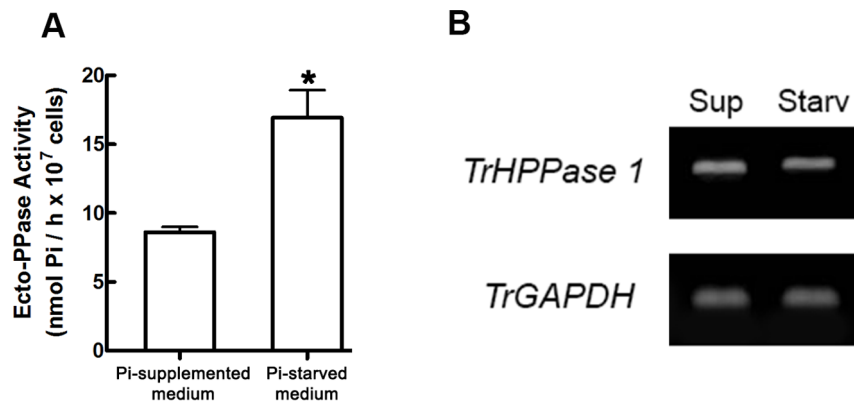 A
Ecto-PPase Activity
(nmol Pi / h x 10⁷ cells)
20
15
10
5
0
*
Pi-supplemented
medium
Pi-starved
medium
B
Sup Starv
TrHPPase 1
TrGAPDH